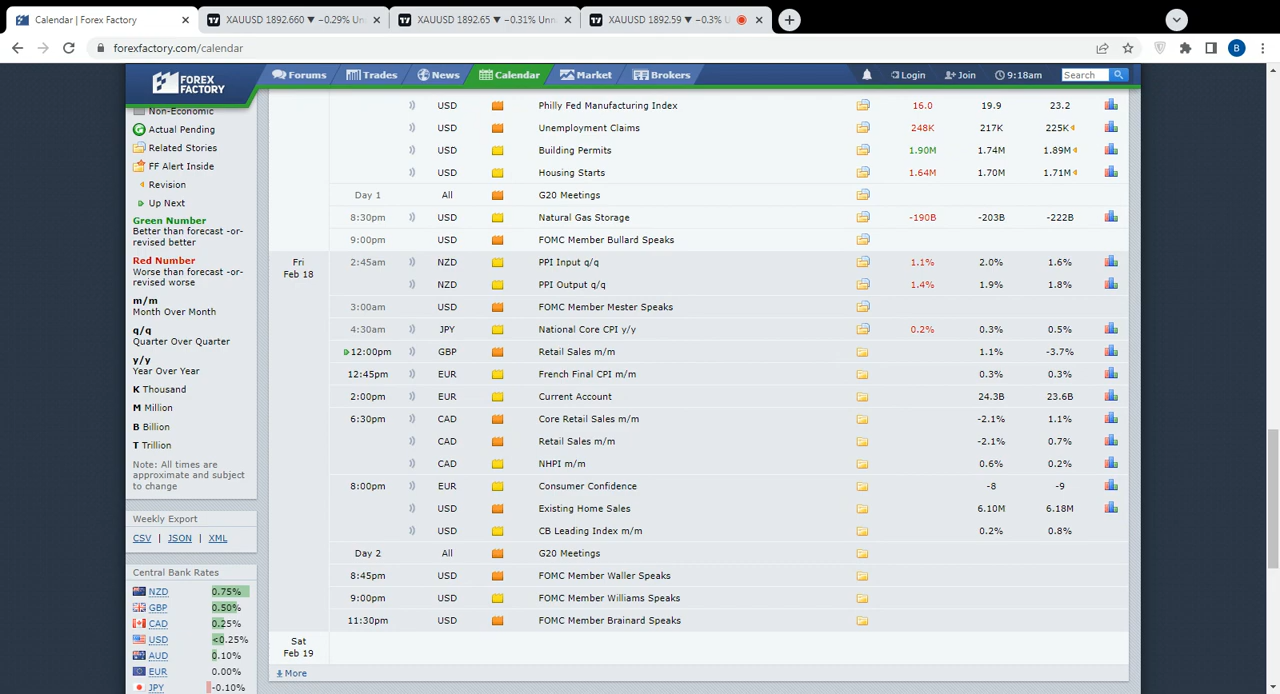 Calendar | Forex Factory
XAUUSD 1892.660 ▼ −0.29% Unn
XAUUSD 1892.65 ▼ −0.31% Unn
XAUUSD 1892.59 ▼ −0.3% U
forexfactory.com/calendar
B
FOREX FACTORY
Forums
Trades
News
Calendar
Market
Brokers
Login
Join
9:18am
Search
Non-Economic
Actual Pending
Related Stories
FF Alert Inside
Revision
Up Next
Green Number
Better than forecast -or-
revised better
Red Number
Worse than forecast -or-
revised worse
m/m
Month Over Month
q/q
Quarter Over Quarter
y/y
Year Over Year
K Thousand
M Million
B Billion
T Trillion
Note: All times are
approximate and subject
to change
Weekly Export
CSV | JSON | XML
Central Bank Rates
NZD 0.75%
GBP 0.50%
CAD 0.25%
USD <0.25%
AUD 0.10%
EUR 0.00%
JPY -0.10%
USD Philly Fed Manufacturing Index 16.0 19.9 23.2
USD Unemployment Claims 248K 217K 225K
USD Building Permits 1.90M 1.74M 1.89M
USD Housing Starts 1.64M 1.70M 1.71M
Day 1 All G20 Meetings
8:30pm USD Natural Gas Storage -190B -203B -222B
9:00pm USD FOMC Member Bullard Speaks
Fri
Feb 18
2:45am NZD PPI Input q/q 1.1% 2.0% 1.6%
NZD PPI Output q/q 1.4% 1.9% 1.8%
3:00am USD FOMC Member Mester Speaks
4:30am JPY National Core CPI y/y 0.2% 0.3% 0.5%
12:00pm GBP Retail Sales m/m 1.1% -3.7%
12:45pm EUR French Final CPI m/m 0.3% 0.3%
2:00pm EUR Current Account 24.3B 23.6B
6:30pm CAD Core Retail Sales m/m -2.1% 1.1%
CAD Retail Sales m/m -2.1% 0.7%
CAD NHPI m/m 0.6% 0.2%
8:00pm EUR Consumer Confidence -8 -9
USD Existing Home Sales 6.10M 6.18M
USD CB Leading Index m/m 0.2% 0.8%
Day 2 All G20 Meetings
8:45pm USD FOMC Member Waller Speaks
9:00pm USD FOMC Member Williams Speaks
11:30pm USD FOMC Member Brainard Speaks
Sat
Feb 19
More